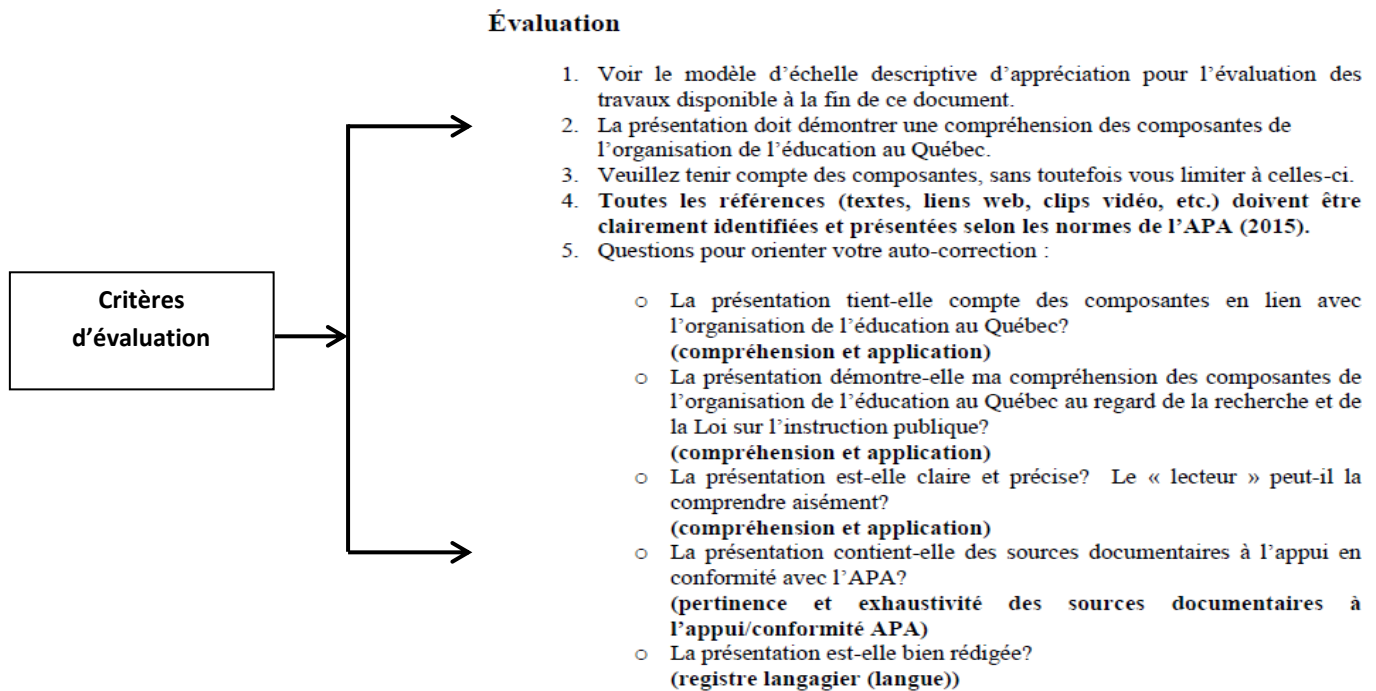 Évaluation
1. Voir le modèle d'échelle descriptive d'appréciation pour l'évaluation des
travaux disponible à la fin de ce document.
2. La présentation doit démontrer une compréhension des composantes de
l'organisation de l'éducation au Québec.
3. Veuillez tenir compte des composantes, sans toutefois vous limiter à celles-ci.
4. Toutes les références (textes, liens web, clips vidéo, etc.) doivent être
clairement identifiées et présentées selon les normes de l'APA (2015).
5. Questions pour orienter votre auto-correction :
Critères
d'évaluation
o La présentation tient-elle compte des composantes en lien avec
l'organisation de l'éducation au Québec?
(compréhension et application)
o La présentation démontre-elle ma compréhension des composantes de
l'organisation de l'éducation au Québec au regard de la recherche et de
la Loi sur l'instruction publique?
(compréhension et application)
o La présentation est-elle claire et précise? Le « lecteur » peut-il la
comprendre aisément?
(compréhension et application)
o La présentation contient-elle des sources documentaires à l'appui en
conformité avec l'APA?
(pertinence et exhaustivité des sources documentaires à
l'appui/conformité APA)
o La présentation est-elle bien rédigée?
(registre langagier (langue))